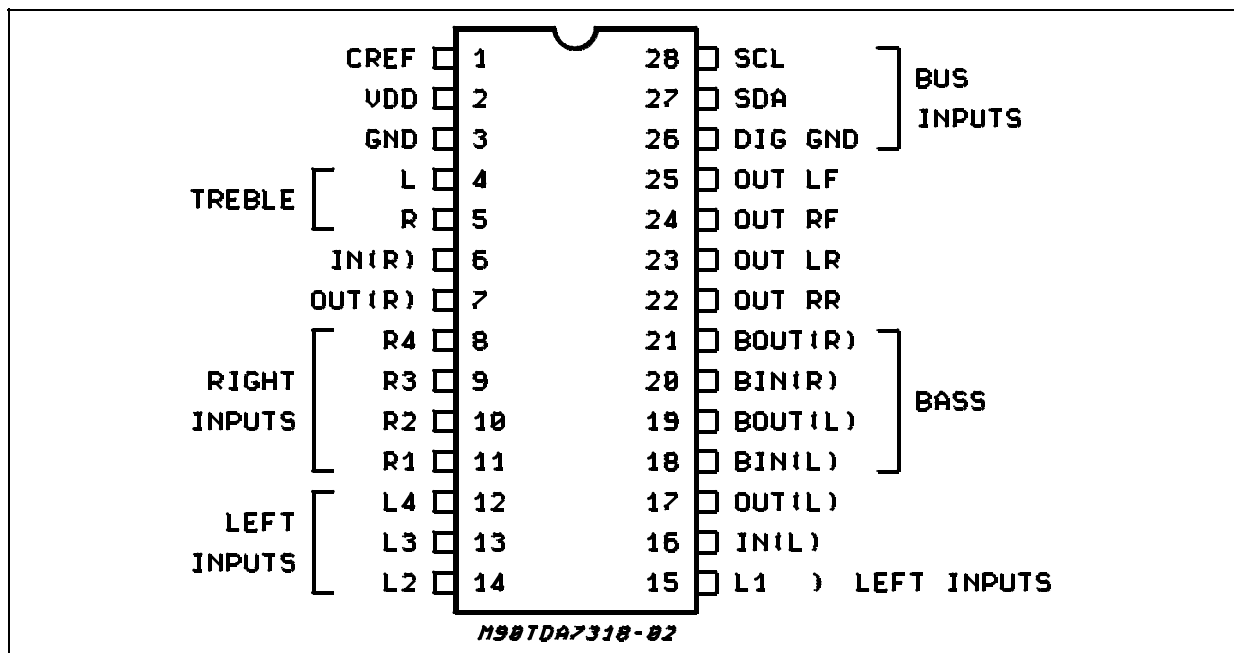 CREF 1 28 SCL
VDD 2 27 SDA
BUS INPUTS
GND 3 26 DIG GND
L 4 25 OUT LF
TREBLE
R 5 24 OUT RF
IN(R) 6 23 OUT LR
OUT(R) 7 22 OUT RR
R4 8 21 BOUT(R)
RIGHT INPUTS
R3 9 20 BIN(R)
BASS
R2 10 19 BOUT(L)
R1 11 18 BIN(L)
L4 12 17 OUT(L)
LEFT INPUTS
L3 13 16 IN(L)
L2 14 15 L1 ) LEFT INPUTS
M90TDA7318-02